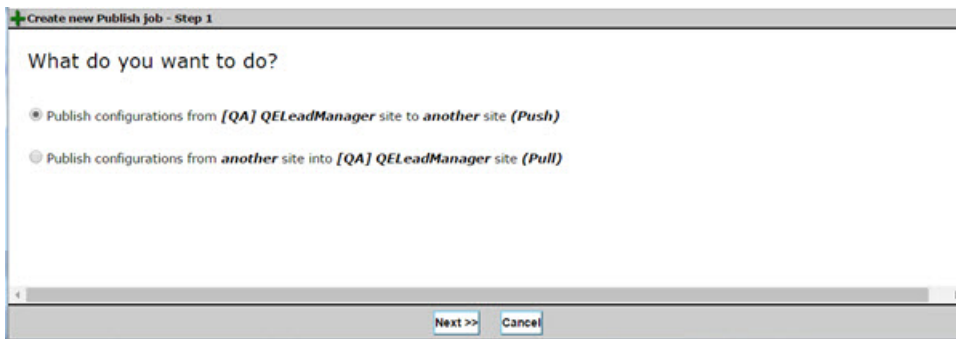 Create new Publish job - Step 1
What do you want to do?
Publish configurations from [QA] QELeadManager site to another site (Push)
Publish configurations from another site into [QA] QELeadManager site (Pull)
Next >> Cancel